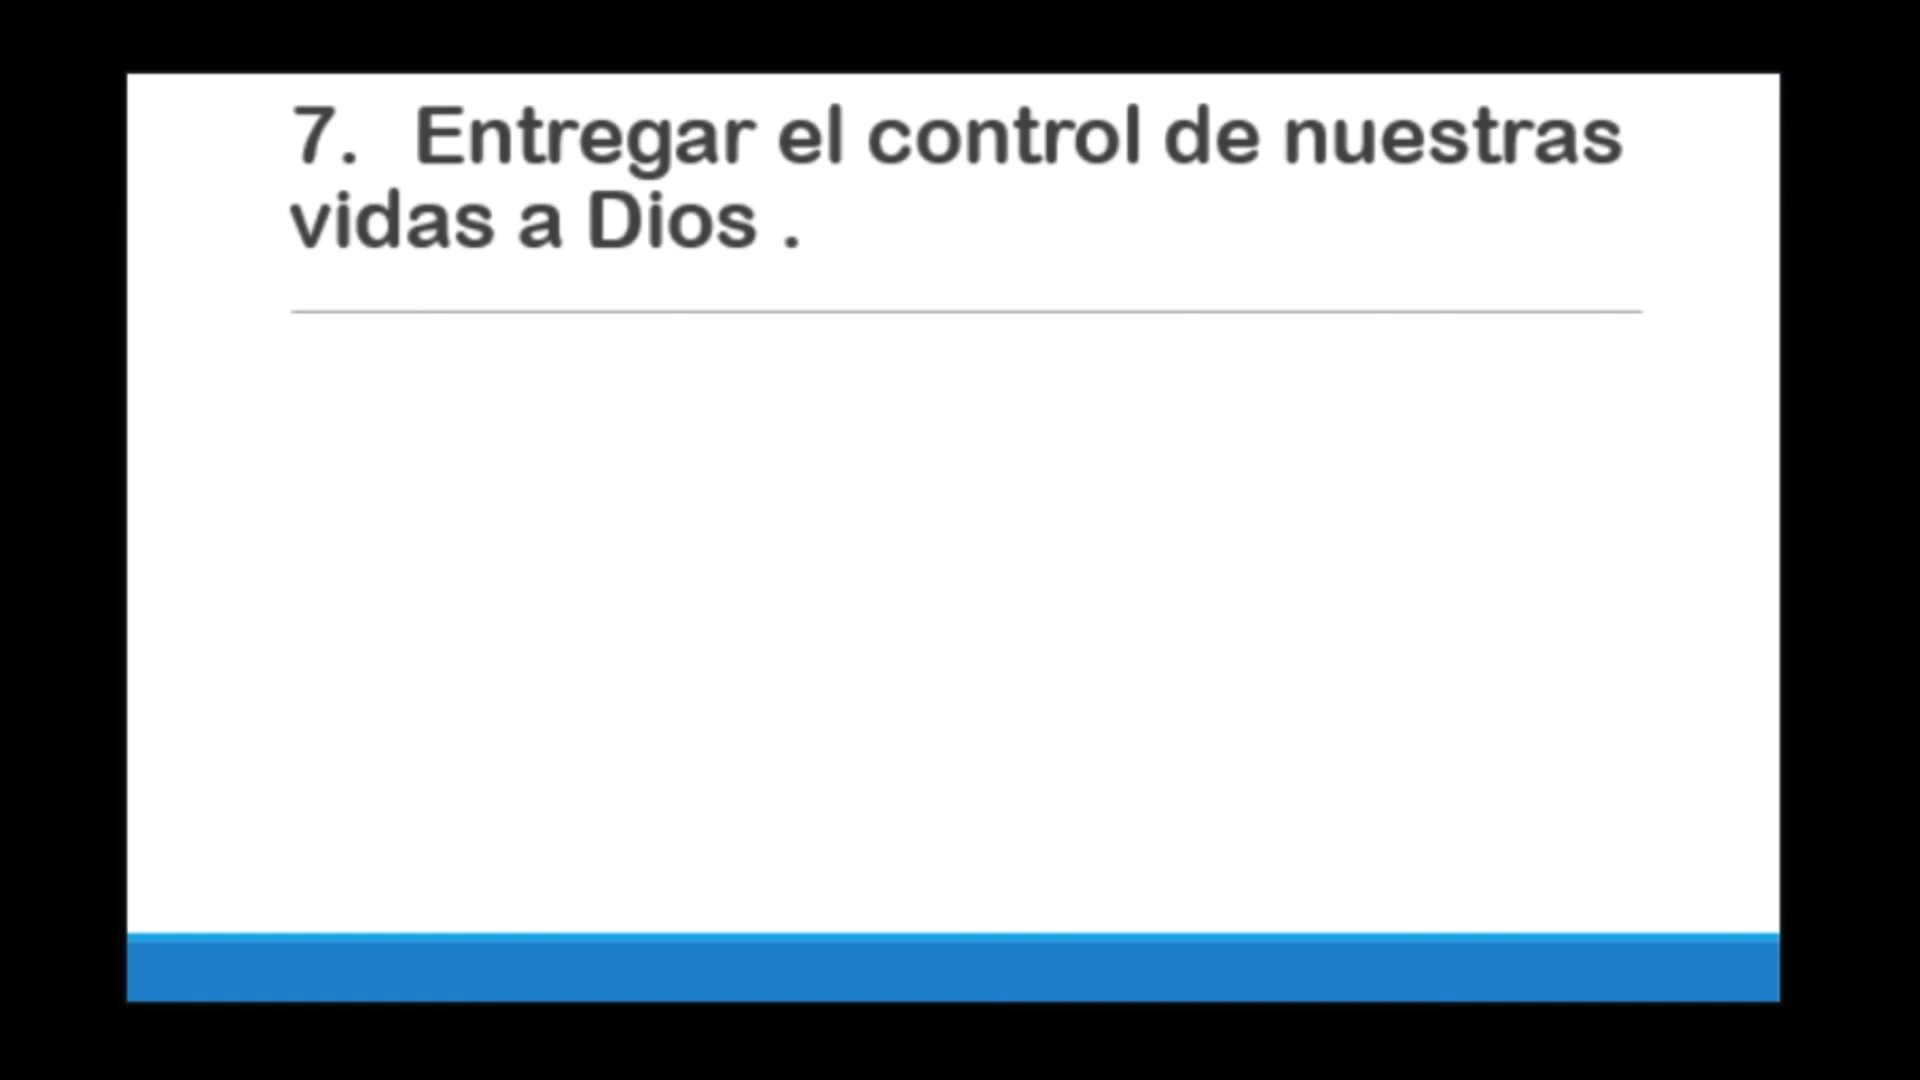 7. Entregar el control de nuestras
vidas a Dios .